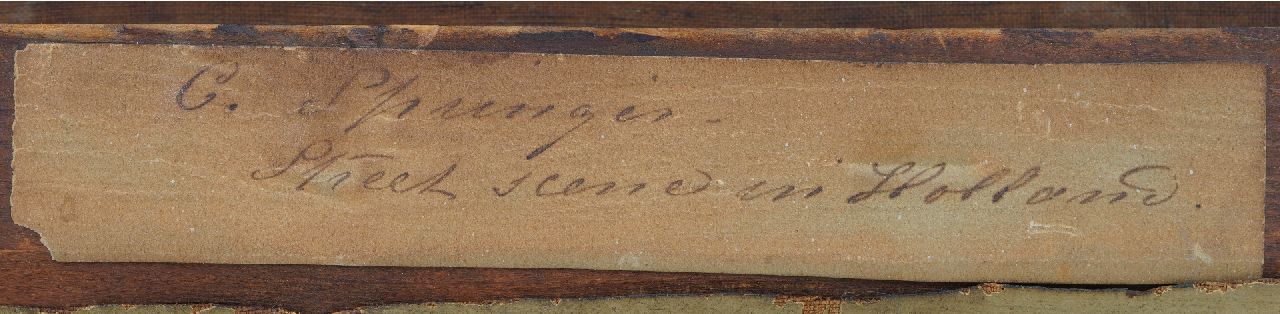 C. Springer.
Street scene in Holland.